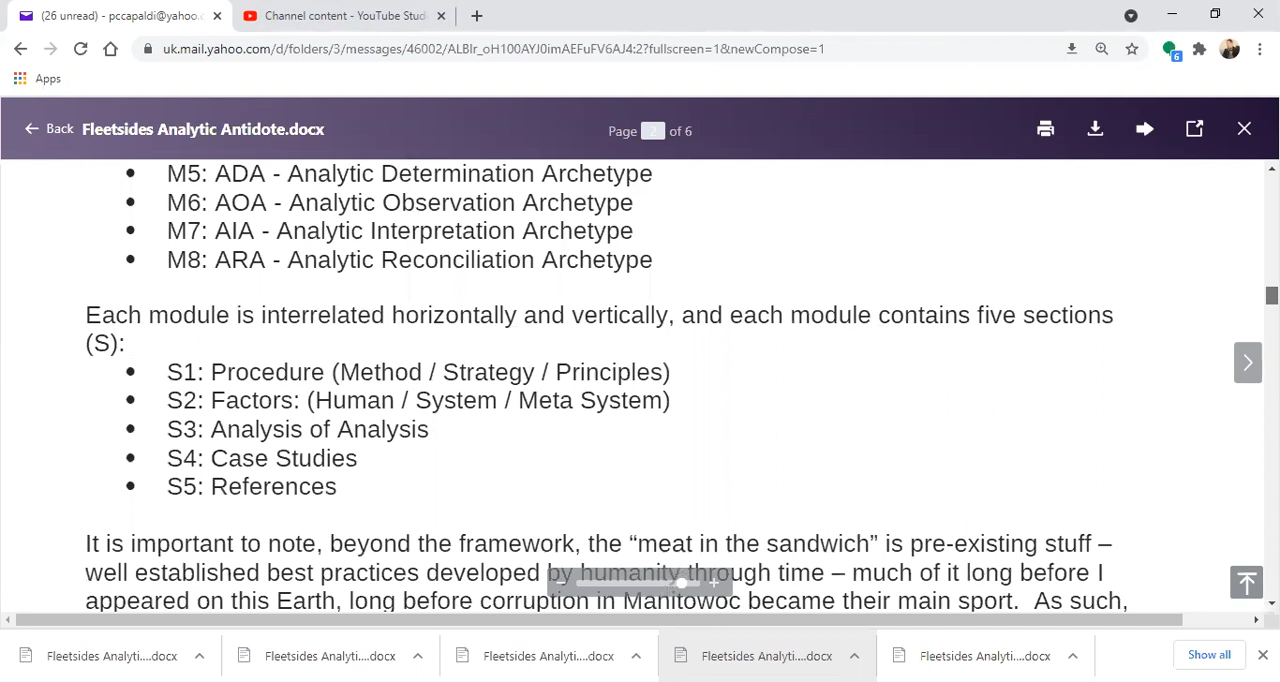 (26 unread) - pccapaldi@yahoo.c
Channel content - YouTube Stud
uk.mail.yahoo.com/d/folders/3/messages/46002/ALBlr_oH100AYJ0imAEFuFV6AJ4:2?fullscreen=1&newCompose=1
6
Apps
Back Fleetsides Analytic Antidote.docx
Page 2 of 6
• M5: ADA - Analytic Determination Archetype
• M6: AOA - Analytic Observation Archetype
• M7: AIA - Analytic Interpretation Archetype
• M8: ARA - Analytic Reconciliation Archetype
Each module is interrelated horizontally and vertically, and each module contains five sections
(S):
• S1: Procedure (Method / Strategy / Principles)
• S2: Factors: (Human / System / Meta System)
• S3: Analysis of Analysis
• S4: Case Studies
• S5: References
It is important to note, beyond the framework, the “meat in the sandwich” is pre-existing stuff –
well established best practices developed by humanity through time – much of it long before I
appeared on this Earth, long before corruption in Manitowoc became their main sport. As such,
Fleetsides Analyti....docx
Fleetsides Analyti....docx
Fleetsides Analyti....docx
Fleetsides Analyti....docx
Fleetsides Analyti....docx
Show all